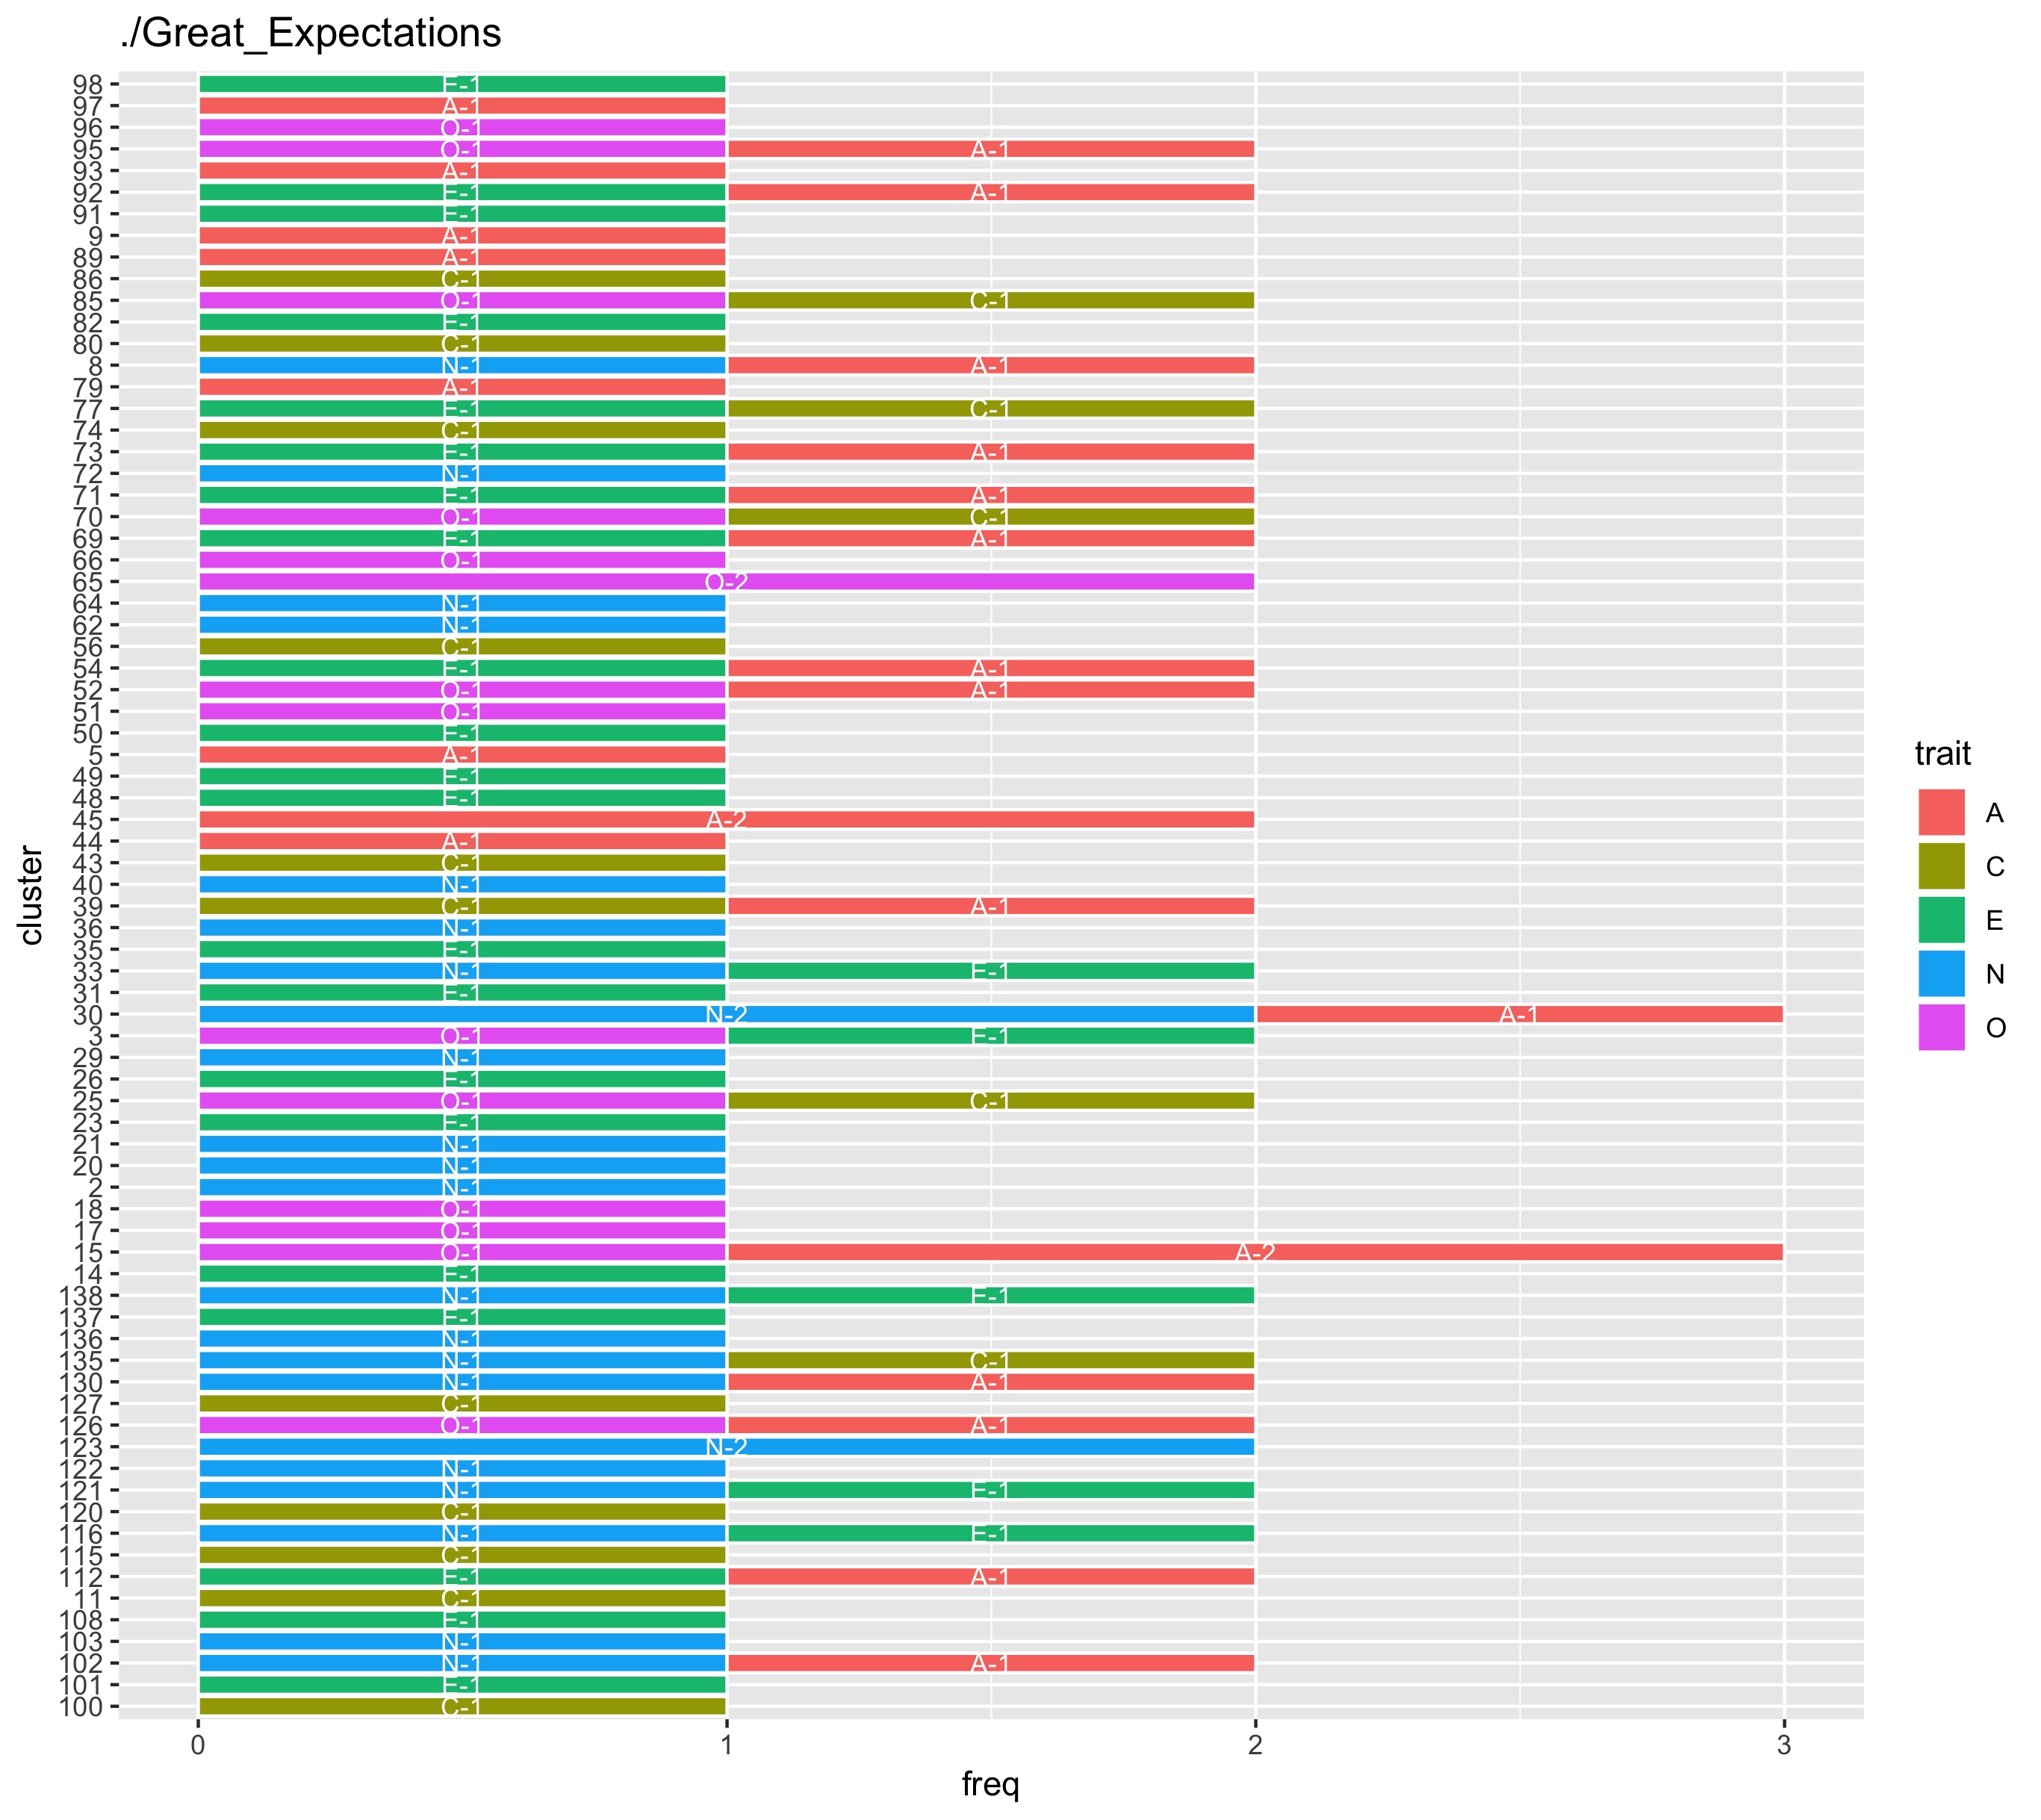 ./Great_Expectations
98 E-1
97 A-1
96 O-1
95 O-1 A-1
93 A-1
92 E-1 A-1
91 E-1
9 A-1
89 A-1
86 C-1
85 O-1 C-1
82 E-1
80 C-1
8 N-1 A-1
79 A-1
77 E-1 C-1
74 C-1
73 E-1 A-1
72 N-1
71 E-1 A-1
70 O-1 C-1
69 E-1 A-1
66 O-1
65 O-2
64 N-1
62 N-1
56 C-1
54 E-1 A-1
52 O-1 A-1
51 O-1
50 E-1
5 A-1
49 E-1
48 E-1
45 A-2
44 A-1
43 C-1
40 N-1
39 C-1 A-1
36 N-1
35 E-1
33 N-1 E-1
31 E-1
30 N-2 A-1
3 O-1 E-1
29 N-1
26 E-1
25 O-1 C-1
23 E-1
21 N-1
20 N-1
2 N-1
18 O-1
17 O-1
15 O-1 A-2
14 E-1
138 N-1 E-1
137 E-1
136 N-1
135 N-1 C-1
130 N-1 A-1
127 C-1
126 O-1 A-1
123 N-2
122 N-1
121 N-1 E-1
120 C-1
116 N-1 E-1
115 C-1
112 E-1 A-1
11 C-1
108 E-1
103 N-1
102 N-1 A-1
101 E-1
100 C-1
0 1 2 3
freq
cluster
trait
A
C
E
N
O